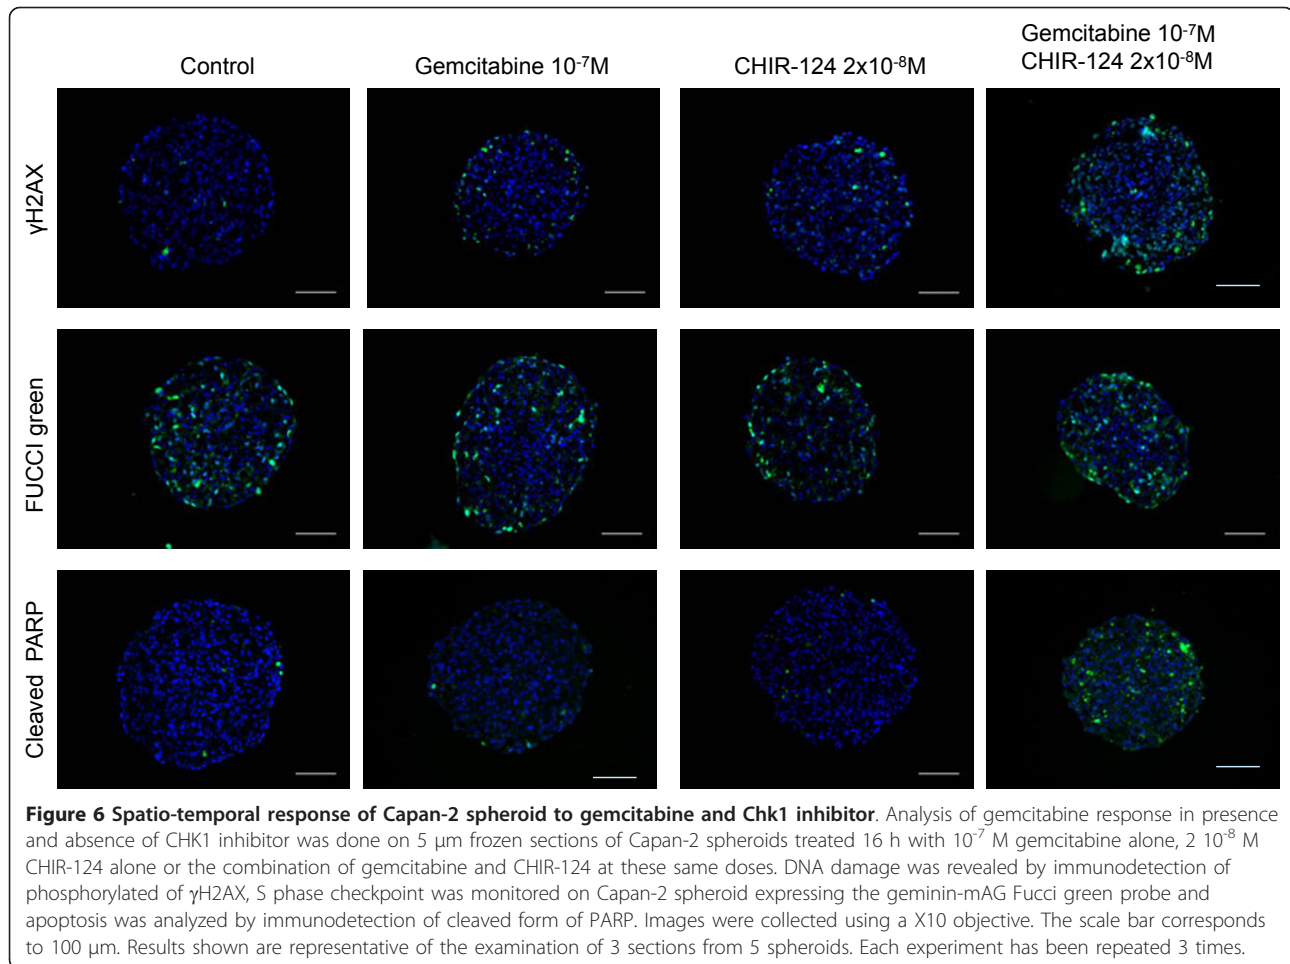 Control
Gemcitabine 10⁻⁷M
CHIR-124 2x10⁻⁸M
Gemcitabine 10⁻⁷M
CHIR-124 2x10⁻⁸M
γH2AX
FUCCI green
Cleaved PARP
Figure 6 Spatio-temporal response of Capan-2 spheroid to gemcitabine and Chk1 inhibitor. Analysis of gemcitabine response in presence
and absence of CHK1 inhibitor was done on 5 μm frozen sections of Capan-2 spheroids treated 16 h with 10⁻⁷ M gemcitabine alone, 2 10⁻⁸ M
CHIR-124 alone or the combination of gemcitabine and CHIR-124 at these same doses. DNA damage was revealed by immunodetection of
phosphorylated of γH2AX, S phase checkpoint was monitored on Capan-2 spheroid expressing the geminin-mAG Fucci green probe and
apoptosis was analyzed by immunodetection of cleaved form of PARP. Images were collected using a X10 objective. The scale bar corresponds
to 100 μm. Results shown are representative of the examination of 3 sections from 5 spheroids. Each experiment has been repeated 3 times.